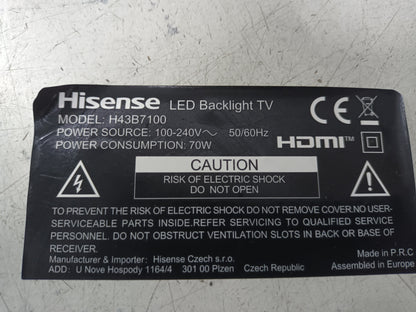 Hisense LED Backlight TV
MODEL: H43B7100
POWER SOURCE: 100-240V～ 50/60Hz
POWER CONSUMPTION: 70W
HDMI™
CAUTION
RISK OF ELECTRIC SHOCK
DO NOT OPEN
TO PREVENT THE RISK OF ELECTRIC SHOCK DO NOT REMOVE COVER.NO USER-
SERVICEABLE PARTS INSIDE.REFER SERVICING TO QUALIFIED SERVICE
PERSONNEL. DO NOT OBSTRUCT VENTILATION SLOTS IN BACK OR BASE OF
RECEIVER.
Importer & Manufacturer: Hisense Czech s.r.o.
ADD: U Nove Hospody 1164/4 301 00 Plzen Czech Republic
Made in P.R.C
Assembled in Europe